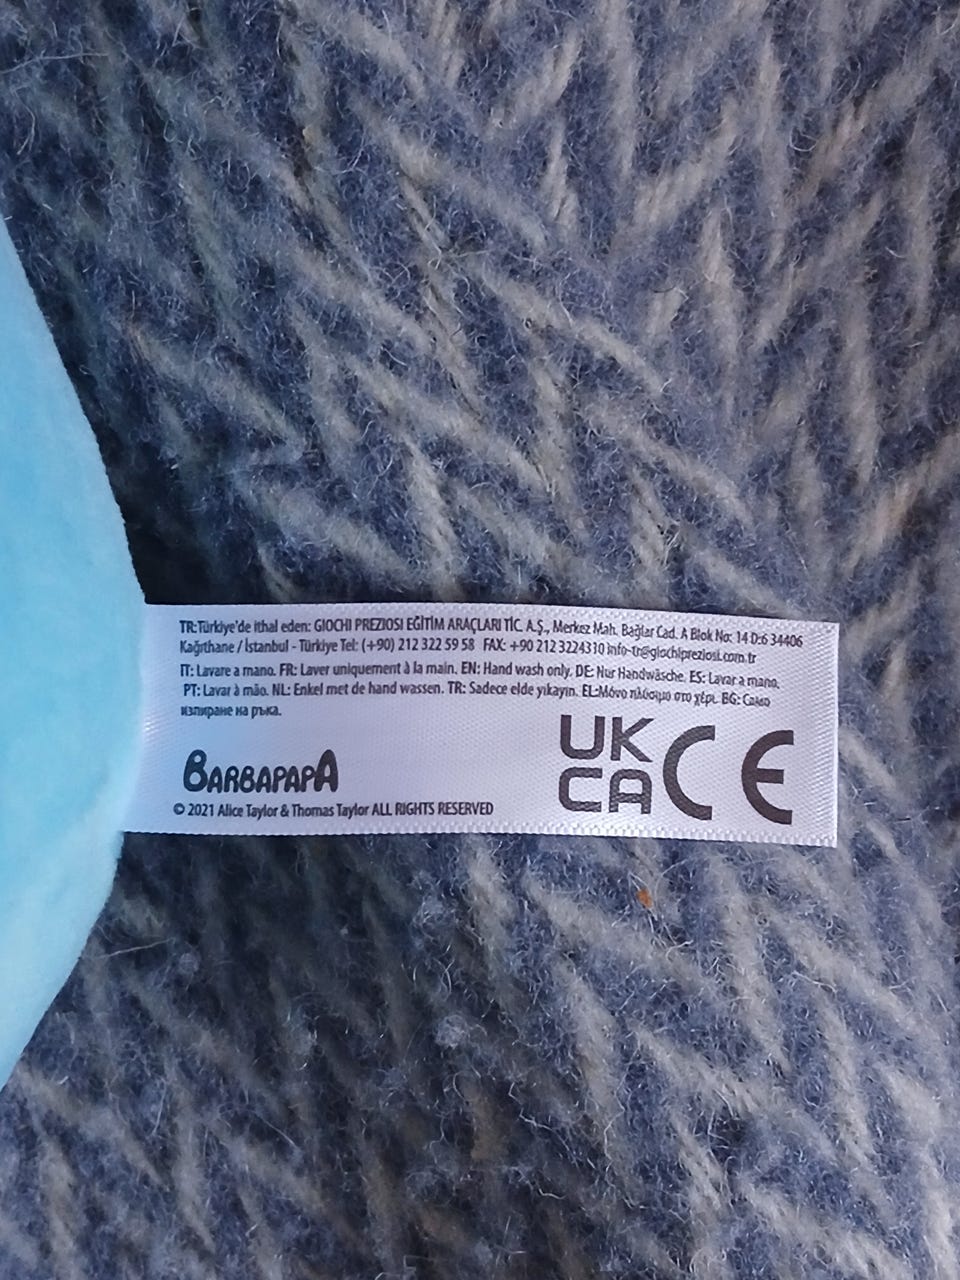 TR:Türkiye'de ithal eden: GIOCHI PREZIOSI EĞİTİM ARAÇLARI TİC. A.Ş., Merkez Mah. Bağlar Cad. A Blok No: 14 D:6 34406
Kağıthane / İstanbul - Türkiye Tel: (+90) 212 322 59 58 FAX: +90 212 3224310 info-tr@giochipreziosi.com.tr
IT: Lavare a mano. FR: Laver uniquement à la main. EN: Hand wash only. DE: Nur Handwäsche. ES: Lavar a mano.
PT: Lavar à mão. NL: Enkel met de hand wassen. TR: Sadece elde yıkayın. EL:Μόνο πλύσιμο στο χέρι. BG: Само
изпиране на ръка.
BARBAPAPA
© 2021 Alice Taylor & Thomas Taylor ALL RIGHTS RESERVED
UK
CA
CE